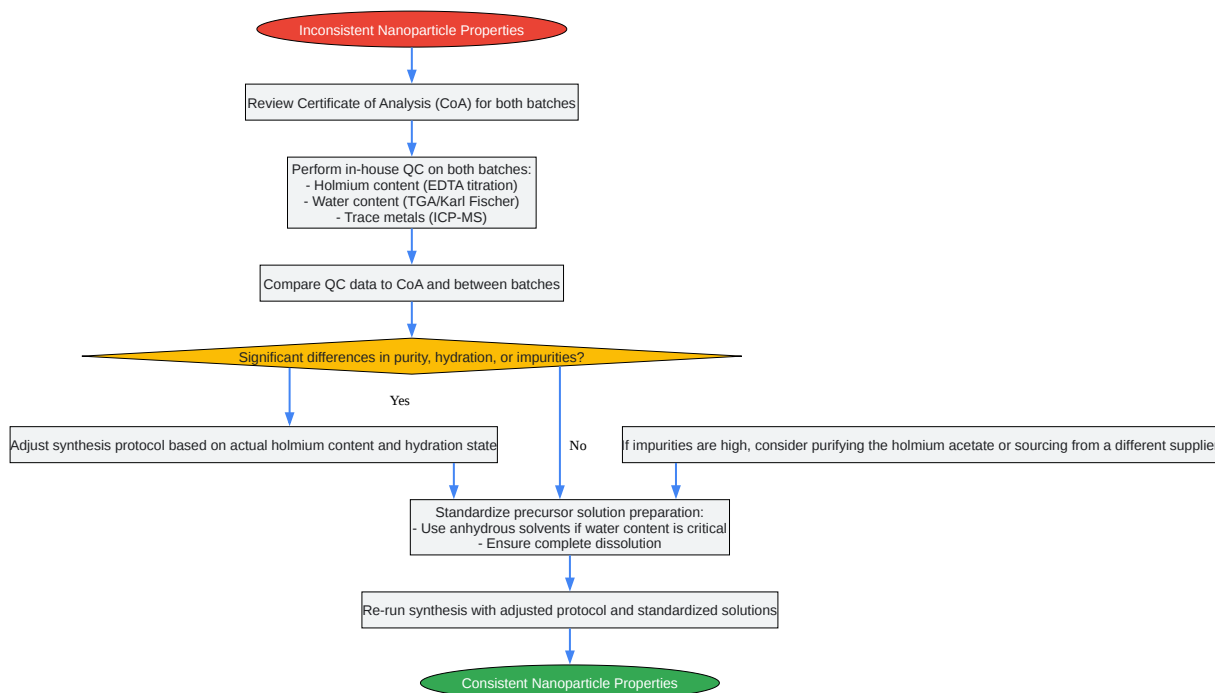 Inconsistent Nanoparticle Properties
Review Certificate of Analysis (CoA) for both batches
Perform in-house QC on both batches:
- Holmium content (EDTA titration)
- Water content (TGA/Karl Fischer)
- Trace metals (ICP-MS)
Compare QC data to CoA and between batches
Significant differences in purity, hydration, or impurities?
Yes
Adjust synthesis protocol based on actual holmium content and hydration state
No
If impurities are high, consider purifying the holmium acetate or sourcing from a different supplier
Standardize precursor solution preparation:
- Use anhydrous solvents if water content is critical
- Ensure complete dissolution
Re-run synthesis with adjusted protocol and standardized solutions
Consistent Nanoparticle Properties